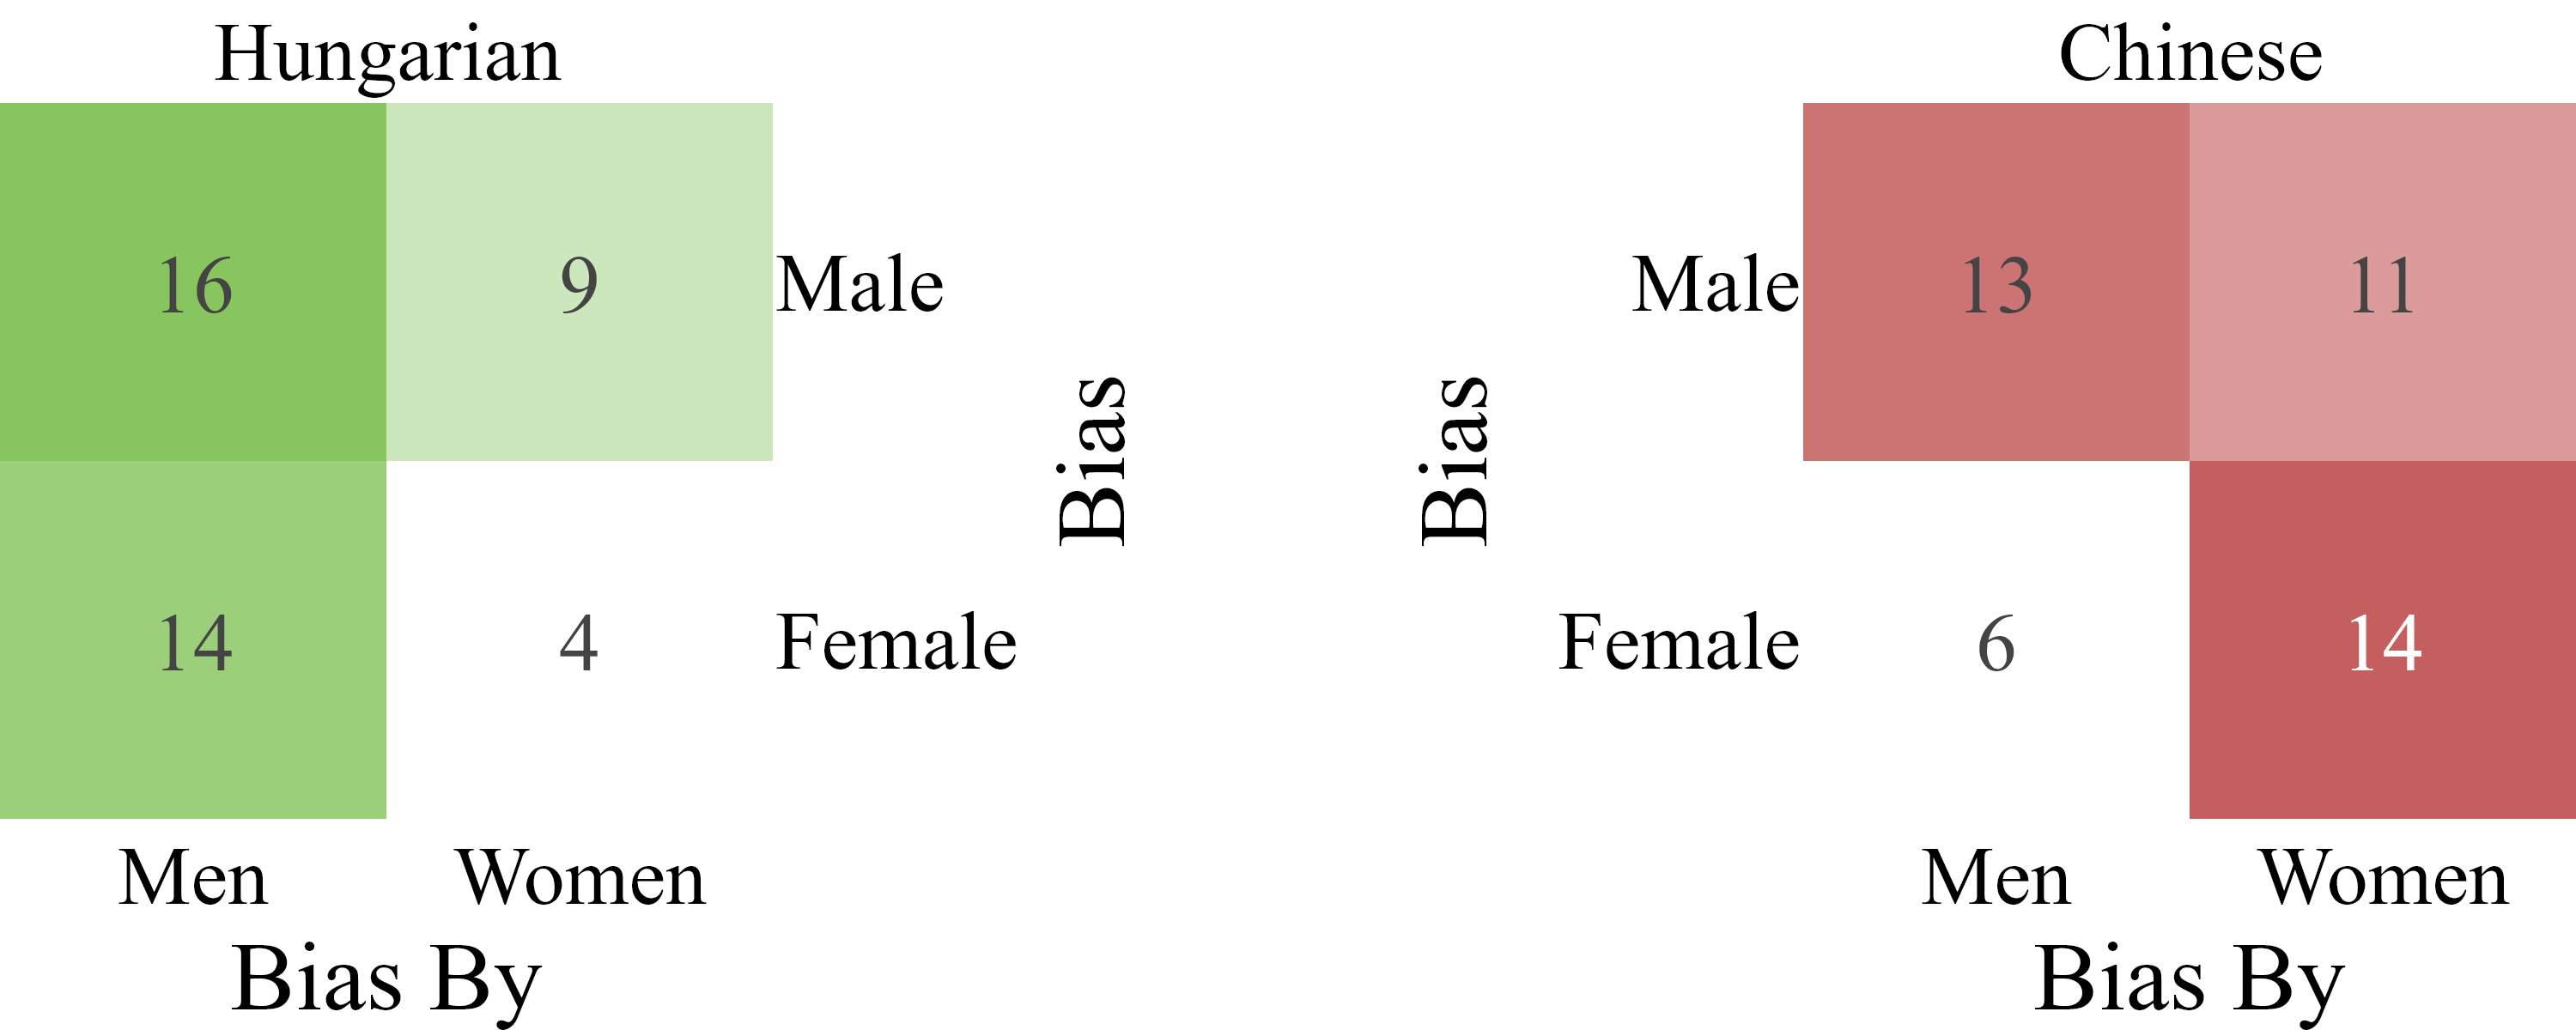 Hungarian
16 9 Male
14 4 Female
Bias
Men Women
Bias By
Chinese
Bias
Male 13 11
Female 6 14
Men Women
Bias By